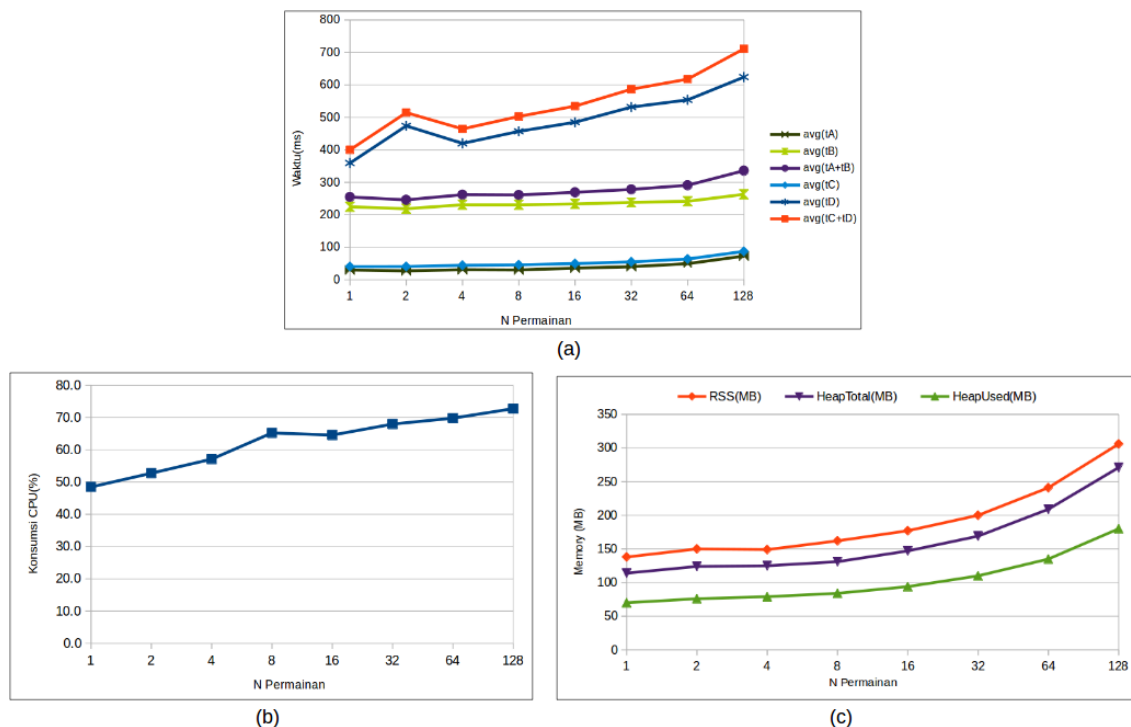 800
700
600
500
400
300
200
100
0
Waktu(ms)
1 2 4 8 16 32 64 128
N Permainan
avg(tA)
avg(tB)
avg(tA+tB)
avg(tC)
avg(tD)
avg(tC+tD)
(a)
80.0
70.0
60.0
50.0
40.0
30.0
20.0
10.0
0.0
Konsumsi CPU(%)
1 2 4 8 16 32 64 128
N Permainan
(b)
RSS(MB) HeapTotal(MB) HeapUsed(MB)
350
300
250
200
150
100
50
0
Memory (MB)
1 2 4 8 16 32 64 128
N Permainan
(c)